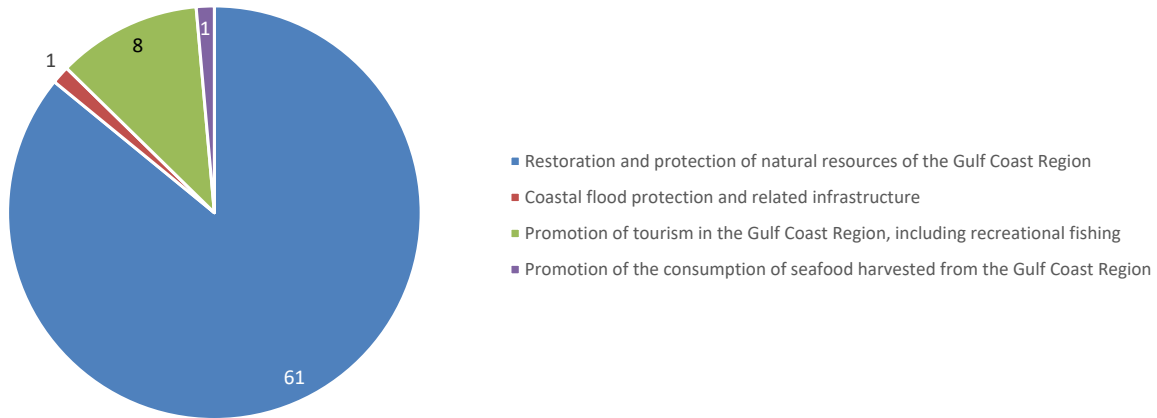 1
8
1
61
Restoration and protection of natural resources of the Gulf Coast Region
Coastal flood protection and related infrastructure
Promotion of tourism in the Gulf Coast Region, including recreational fishing
Promotion of the consumption of seafood harvested from the Gulf Coast Region